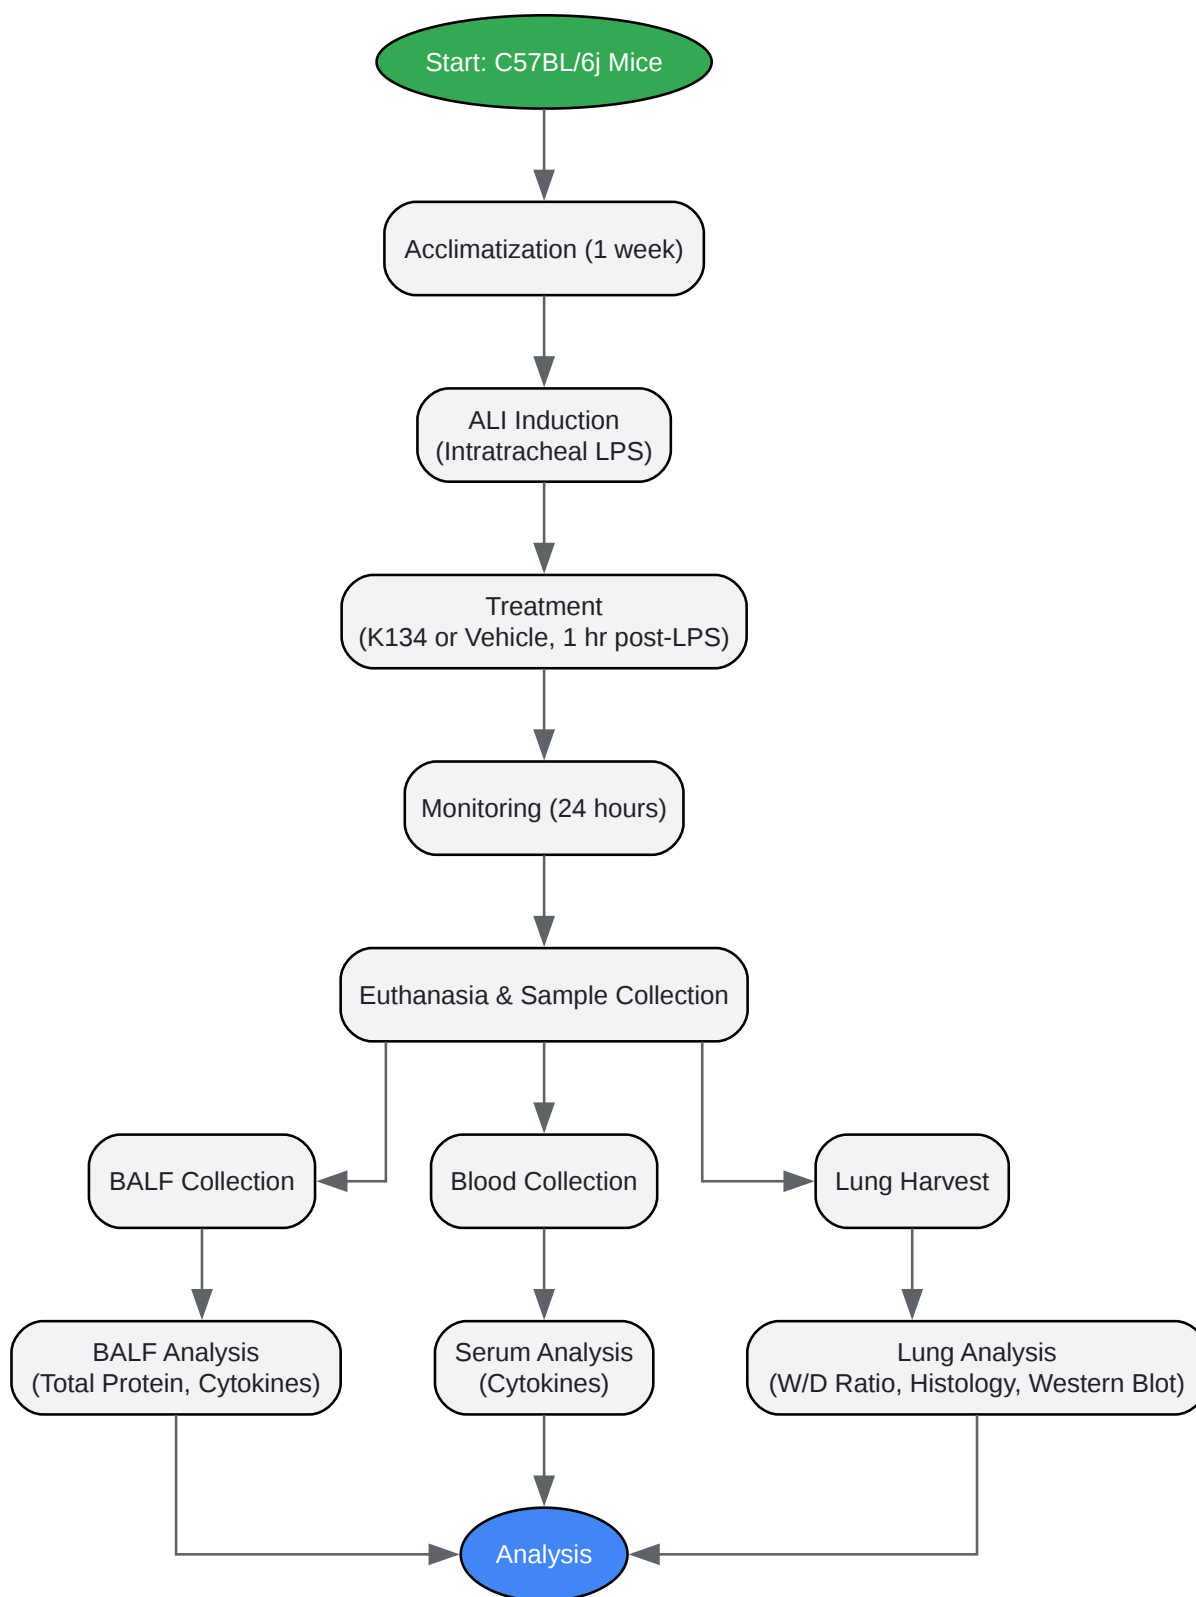 Start: C57BL/6j Mice
Acclimatization (1 week)
ALI Induction
(Intratracheal LPS)
Treatment
(K134 or Vehicle, 1 hr post-LPS)
Monitoring (24 hours)
Euthanasia & Sample Collection
BALF Collection
Blood Collection
Lung Harvest
BALF Analysis
(Total Protein, Cytokines)
Serum Analysis
(Cytokines)
Lung Analysis
(W/D Ratio, Histology, Western Blot)
Analysis